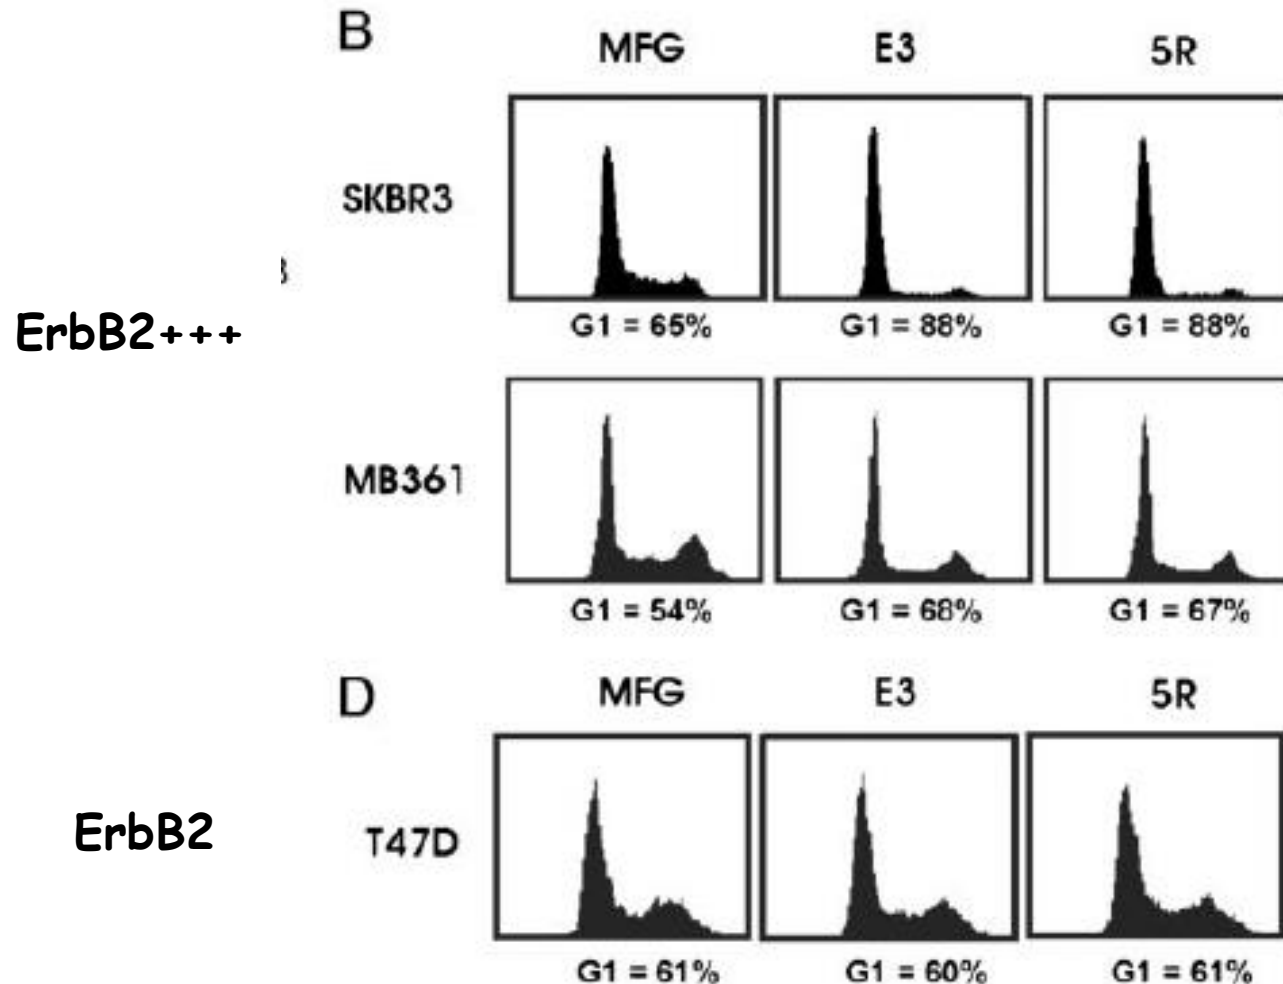 B
MFG E3 5R
SKBR3
ErbB2+++
G1 = 65% G1 = 88% G1 = 88%
MB361
G1 = 54% G1 = 68% G1 = 67%
D
MFG E3 5R
ErbB2
T47D
G1 = 61% G1 = 60% G1 = 61%